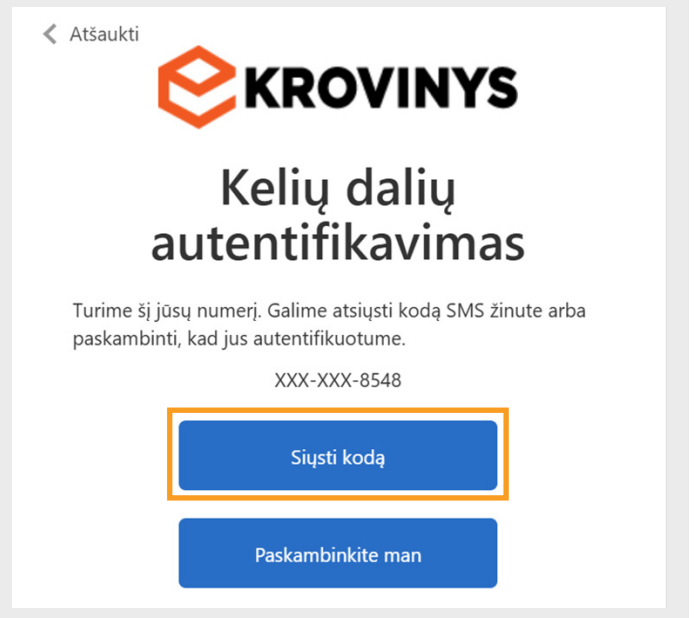 Atšaukti
KROVINYS
Kelių dalių
autentifikavimas
Turime šį jūsų numerį. Galime atsiųsti kodą SMS žinute arba
paskambinti, kad jus autentifikuotume.
XXX-XXX-8548
Siųsti kodą
Paskambinkite man